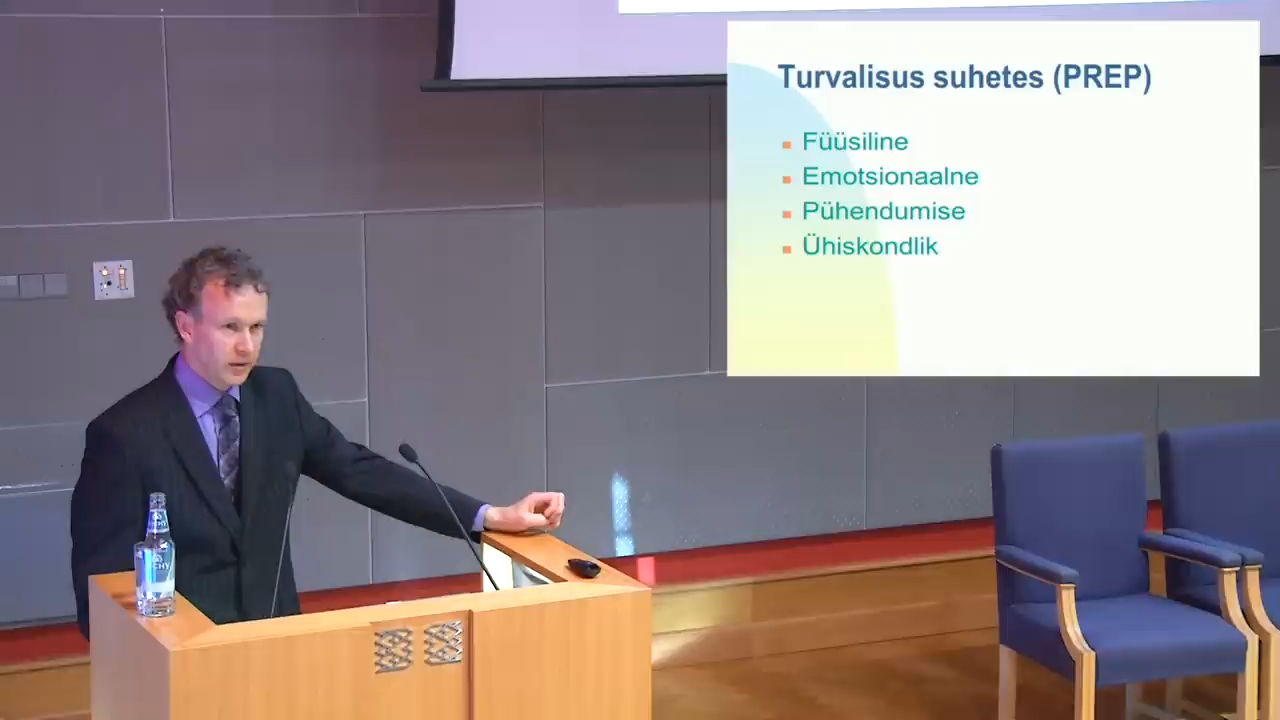 Turvalisus suhetes (PREP)
Füüsiline
Emotsionaalne
Pühendumise
Ühiskondlik